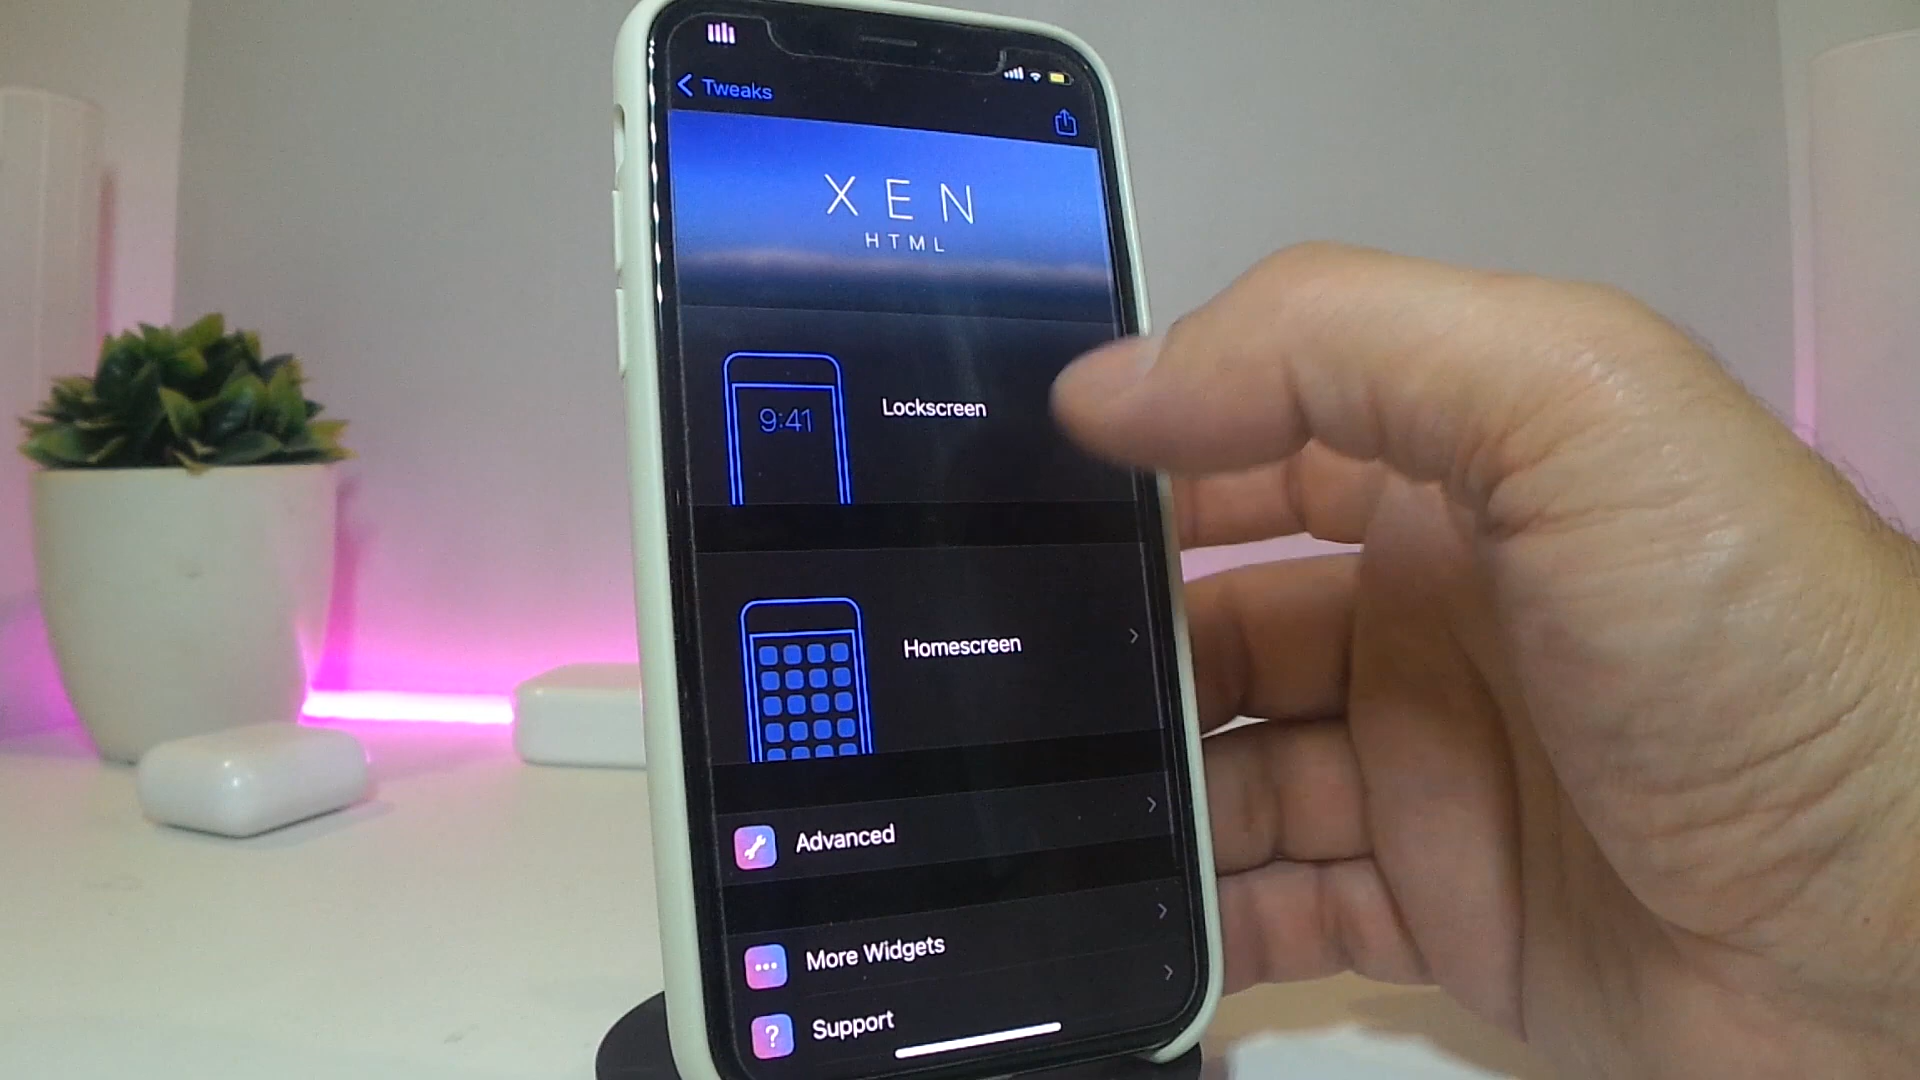 Tweaks
XEN
HTML
9:41
Lockscreen
Homescreen
Advanced
More Widgets
?
Support